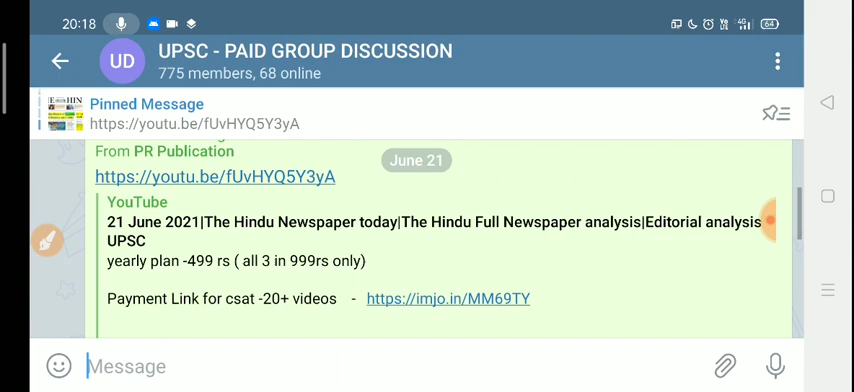 20:18
4G
64
UD
UPSC - PAID GROUP DISCUSSION
775 members, 68 online
Pinned Message
https://youtu.be/fUvHYQ5Y3yA
From PR Publication
June 21
https://youtu.be/fUvHYQ5Y3yA
YouTube
21 June 2021|The Hindu Newspaper today|The Hindu Full Newspaper analysis|Editorial analysis
UPSC
yearly plan -499 rs ( all 3 in 999rs only)
Payment Link for csat -20+ videos - https://imjo.in/MM69TY
Message